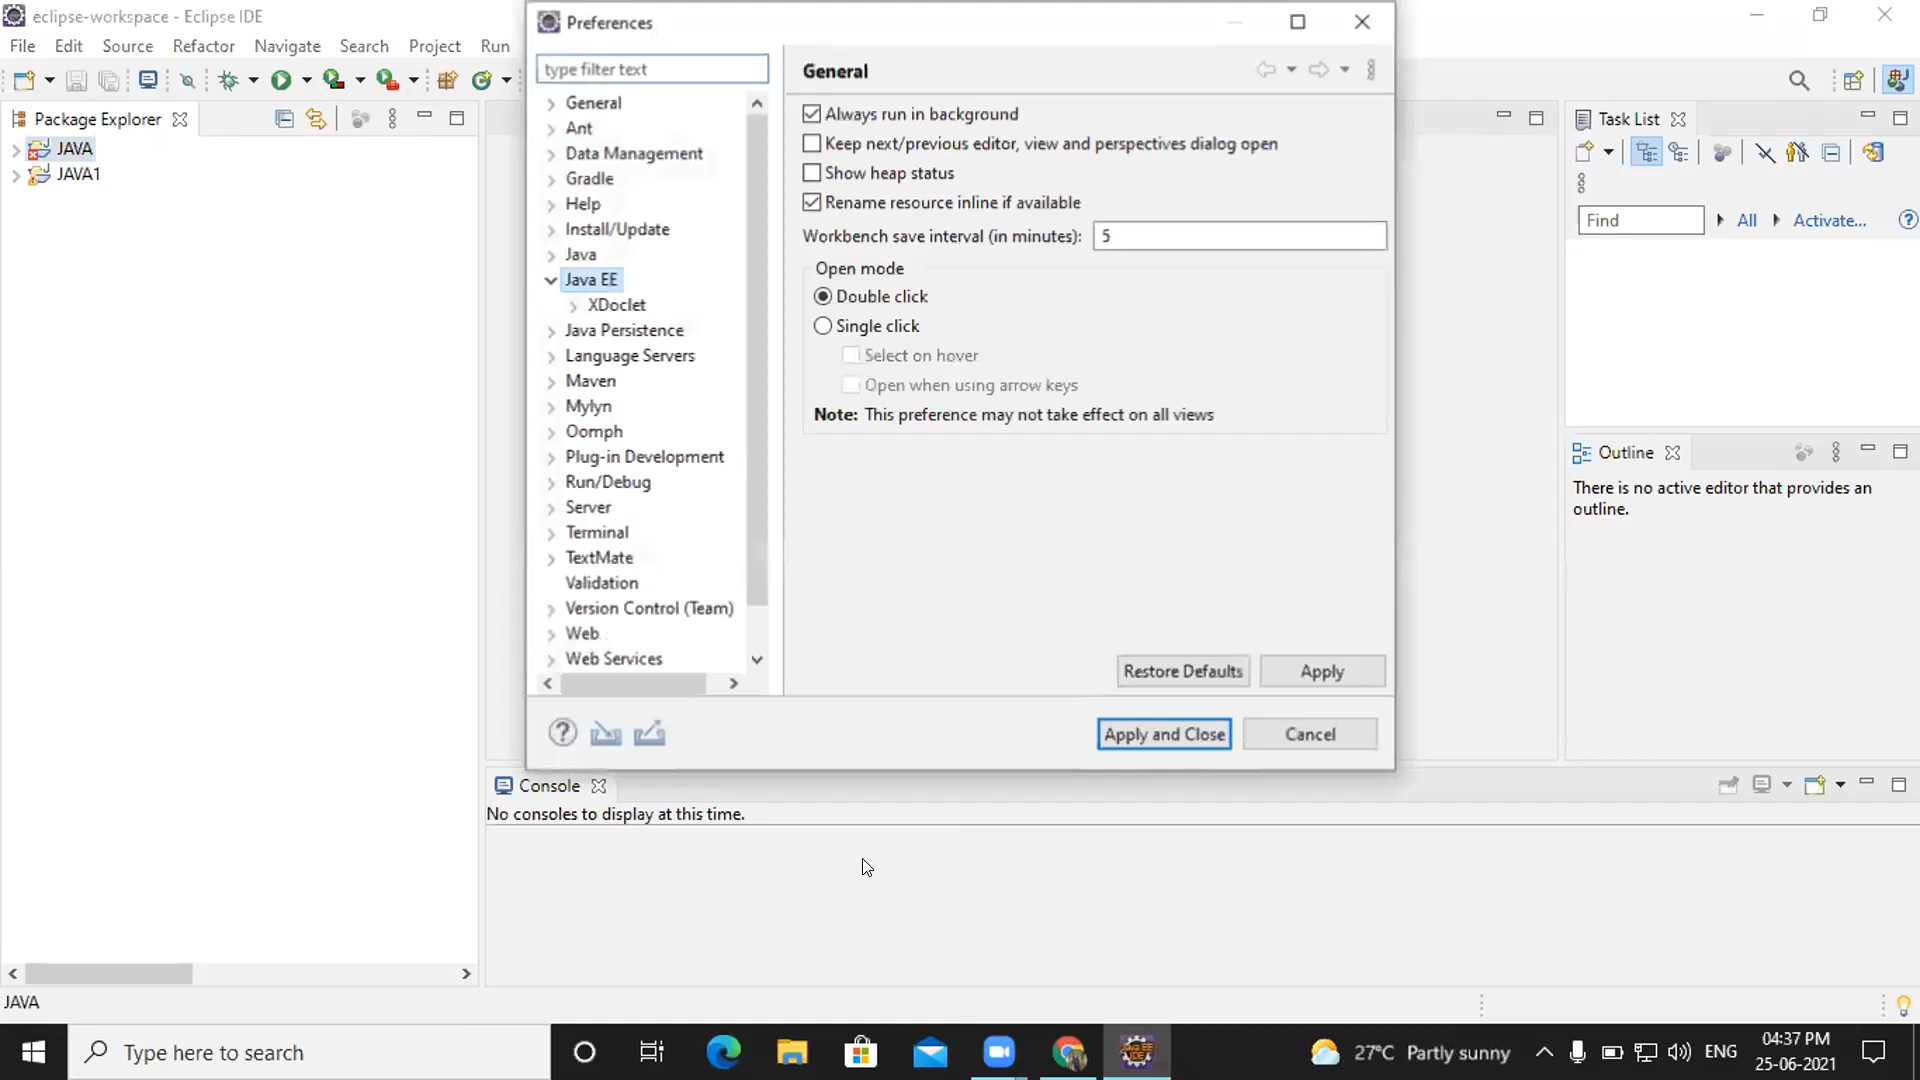 eclipse-workspace - Eclipse IDE
File Edit Source Refactor Navigate Search Project Run
Package Explorer
JAVA
JAVA1
Preferences
type filter text
General
Ant
Data Management
Gradle
Help
Install/Update
Java
Java EE
XDoclet
Java Persistence
Language Servers
Maven
Mylyn
Oomph
Plug-in Development
Run/Debug
Server
Terminal
TextMate
Validation
Version Control (Team)
Web
Web Services
General
Always run in background
Keep next/previous editor, view and perspectives dialog open
Show heap status
Rename resource inline if available
Workbench save interval (in minutes): 5
Open mode
Double click
Single click
Select on hover
Open when using arrow keys
Note: This preference may not take effect on all views
Restore Defaults Apply
Apply and Close Cancel
Task List
Find All Activate...
Outline
There is no active editor that provides an
outline.
Console
No consoles to display at this time.
JAVA
Type here to search
27°C Partly sunny
ENG
04:37 PM
25-06-2021